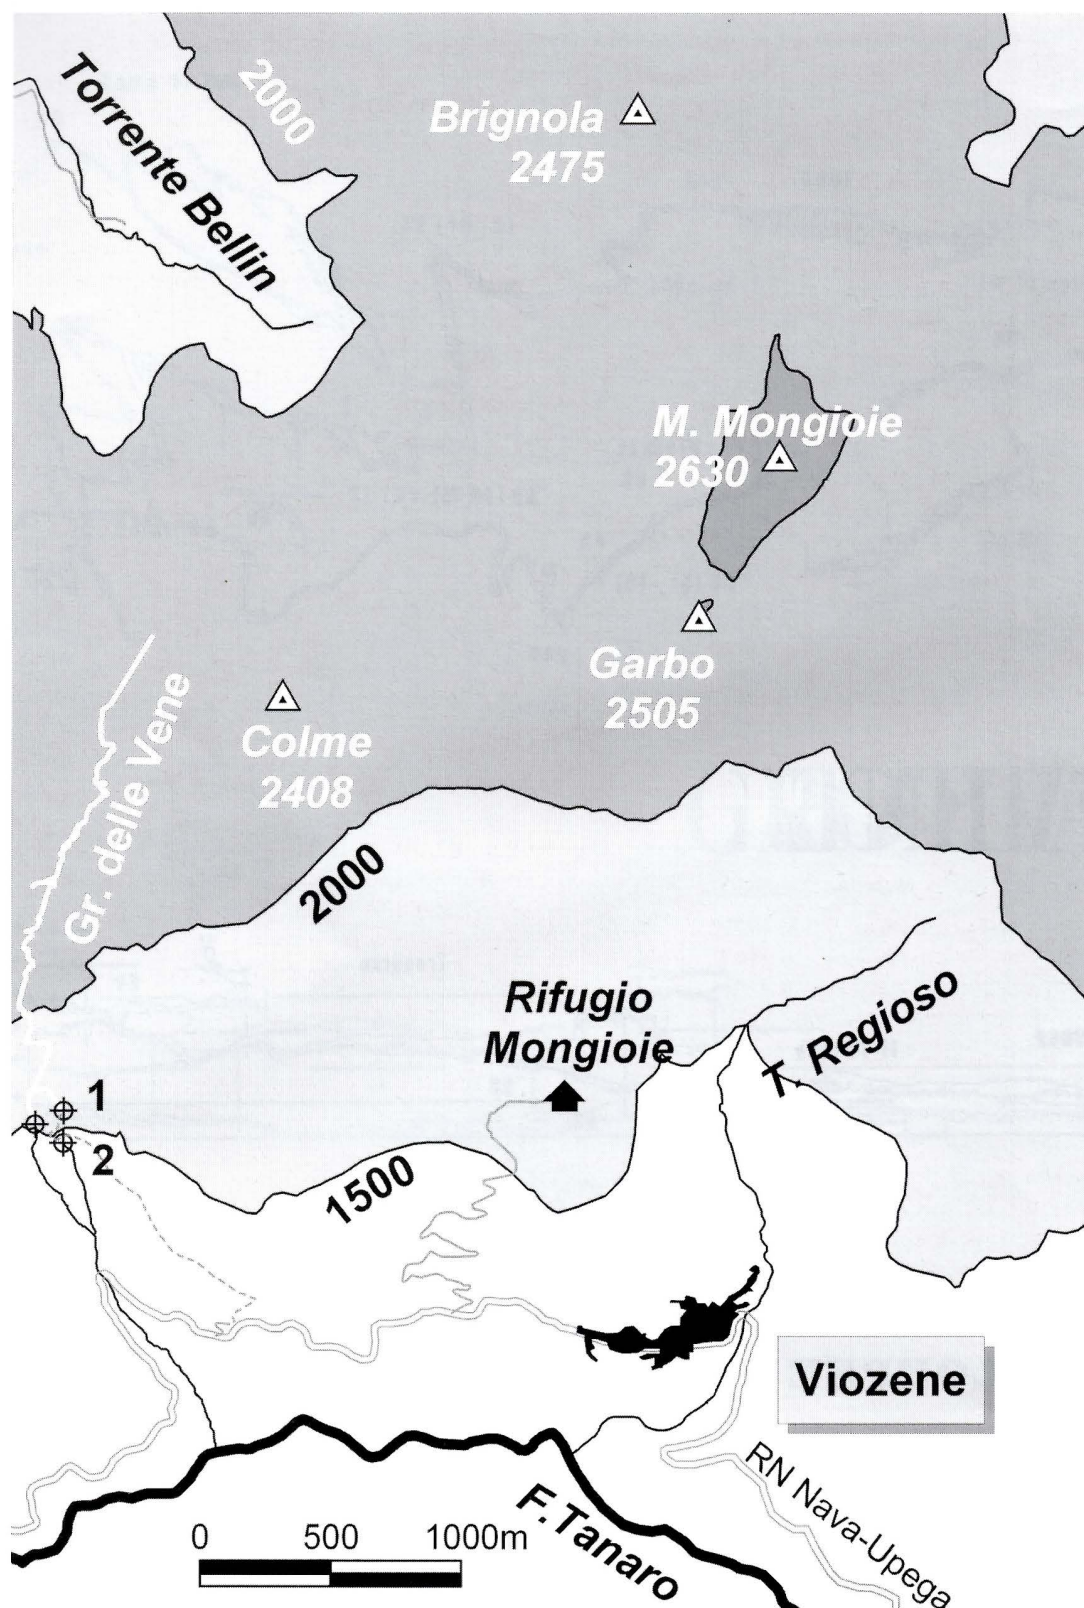 Torrente Bellin
2000
Brignola
2475
M. Mongioie
2630
Garbo
2505
Colme
2408
Gr. delle Vene
2000
Rifugio
Mongioie
T. Regioso
1
2
1500
Viozene
RN Nava-Upega
F.Tanaro
0 500 1000m